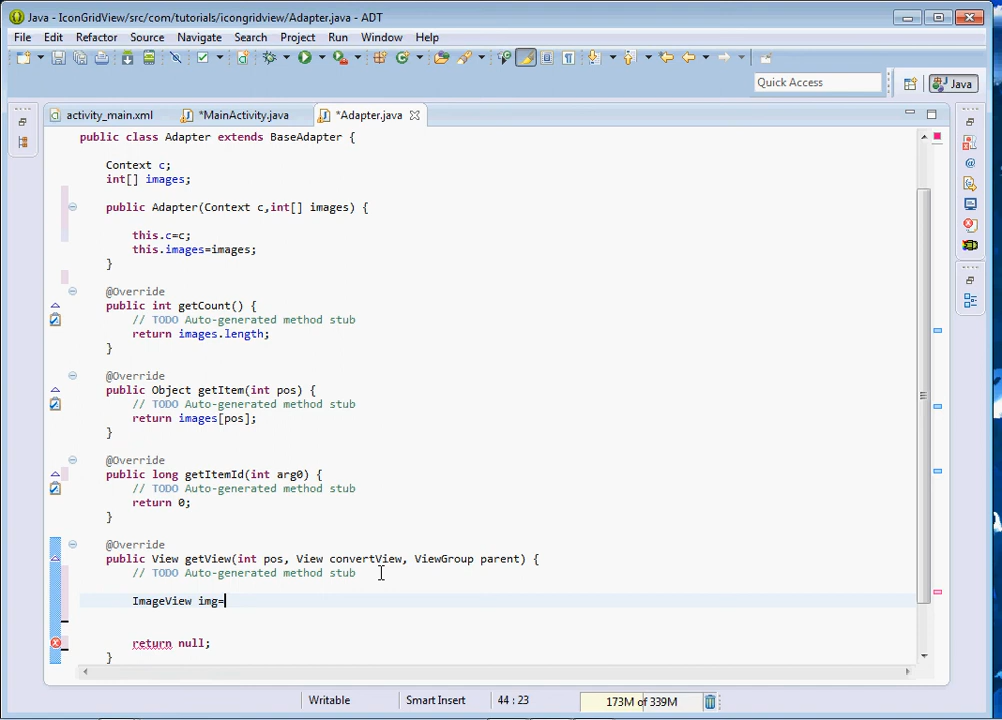 Java - IconGridView/src/com/tutorials/icongridview/Adapter.java - ADT
File Edit Refactor Source Navigate Search Project Run Window Help
Quick Access
Java
activity_main.xml
*MainActivity.java
*Adapter.java
public class Adapter extends BaseAdapter {
Context c;
int[] images;
public Adapter(Context c,int[] images) {
this.c=c;
this.images=images;
}
@Override
public int getCount() {
// TODO Auto-generated method stub
return images.length;
}
@Override
public Object getItem(int pos) {
// TODO Auto-generated method stub
return images[pos];
}
@Override
public long getItemId(int arg0) {
// TODO Auto-generated method stub
return 0;
}
@Override
public View getView(int pos, View convertView, ViewGroup parent) {
// TODO Auto-generated method stub
ImageView img=
return null;
}
Writable
Smart Insert
44 : 23
173M of 339M